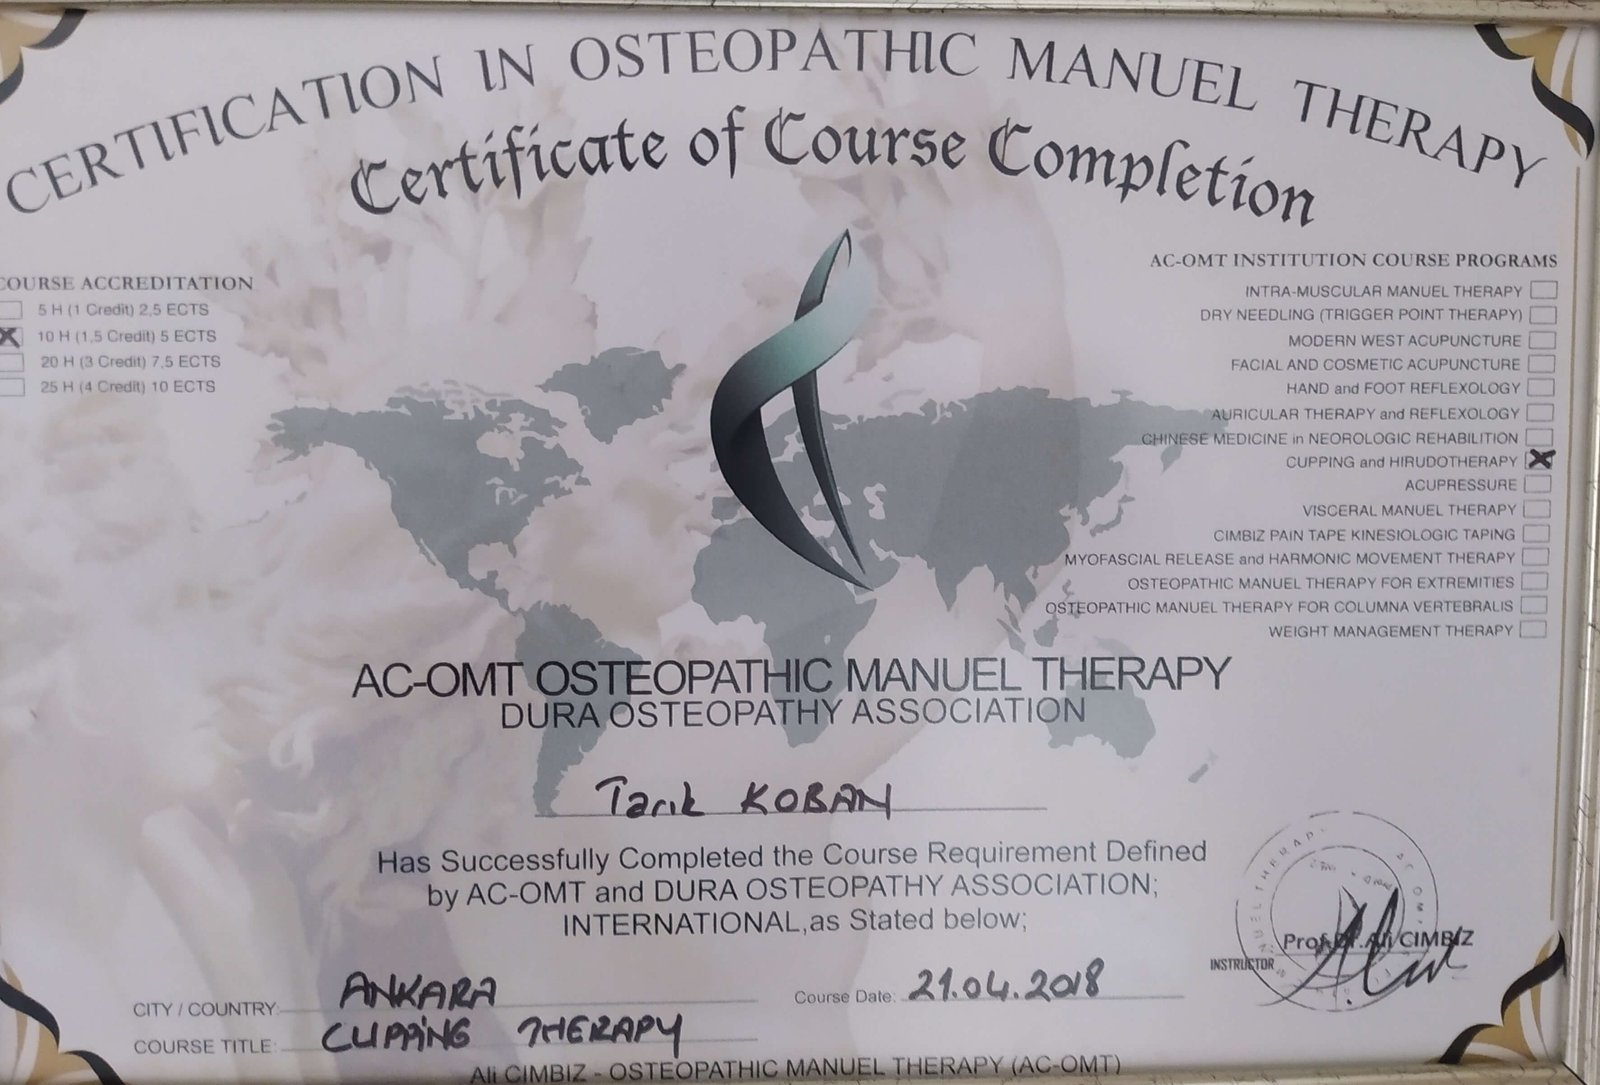 CERTIFICATION IN OSTEOPATHIC MANUEL THERAPY
Certificate of Course Completion
COURSE ACCREDITATION
5 H (1 Credit) 2,5 ECTS
X 10 H (1,5 Credit) 5 ECTS
20 H (3 Credit) 7,5 ECTS
25 H (4 Credit) 10 ECTS
AC-OMT INSTITUTION COURSE PROGRAMS
INTRA-MUSCULAR MANUEL THERAPY
DRY NEEDLING (TRIGGER POINT THERAPY)
MODERN WEST ACUPUNCTURE
FACIAL AND COSMETIC ACUPUNCTURE
HAND and FOOT REFLEXOLOGY
AURICULAR THERAPY and REFLEXOLOGY
CHINESE MEDICINE in NEOROLOGIC REHABILITION
CUPPING and HIRUDOTHERAPY X
ACUPRESSURE
VISCERAL MANUEL THERAPY
CIMBIZ PAIN TAPE KINESIOLOGIC TAPING
MYOFASCIAL RELEASE and HARMONIC MOVEMENT THERAPY
OSTEOPATHIC MANUEL THERAPY FOR EXTREMITIES
OSTEOPATHIC MANUEL THERAPY FOR COLUMNA VERTEBRALIS
WEIGHT MANAGEMENT THERAPY
AC-OMT OSTEOPATHIC MANUEL THERAPY
DURA OSTEOPATHY ASSOCIATION
Tarık KOBAN
Has Successfully Completed the Course Requirement Defined
by AC-OMT and DURA OSTEOPATHY ASSOCIATION;
INTERNATIONAL,as Stated below;
Prof.Dr.Ali CIMBIZ
INSTRUCTOR
CITY / COUNTRY: ANKARA
Course Date: 21.04.2018
COURSE TITLE: CUPPİNG THERAPY
Ali CIMBIZ - OSTEOPATHIC MANUEL THERAPY (AC-OMT)